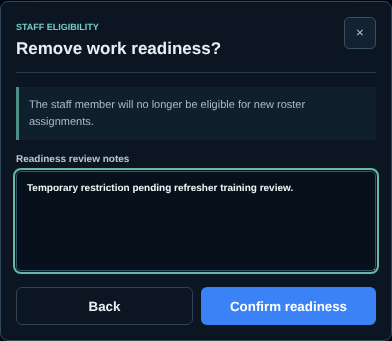 STAFF ELIGIBILITY
Remove work readiness?
×
The staff member will no longer be eligible for new roster
assignments.
Readiness review notes
Temporary restriction pending refresher training review.
Back
Confirm readiness